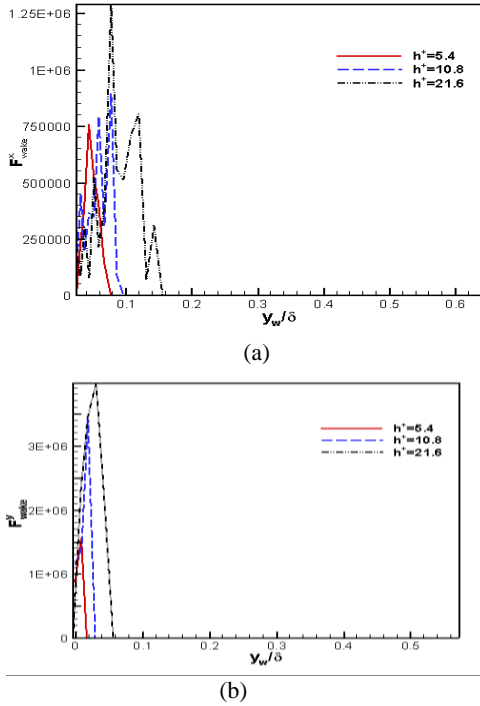 1.25E+06
1E+06
750000
500000
250000
0
F^x_wake
0.1 0.2 0.3 0.4 0.5 0.6
y_w/δ
h⁺=5.4
h⁺=10.8
h⁺=21.6
(a)
3E+06
2E+06
1E+06
0
F^y_wake
0 0.1 0.2 0.3 0.4 0.5
y_w/δ
h⁺=5.4
h⁺=10.8
h⁺=21.6
(b)